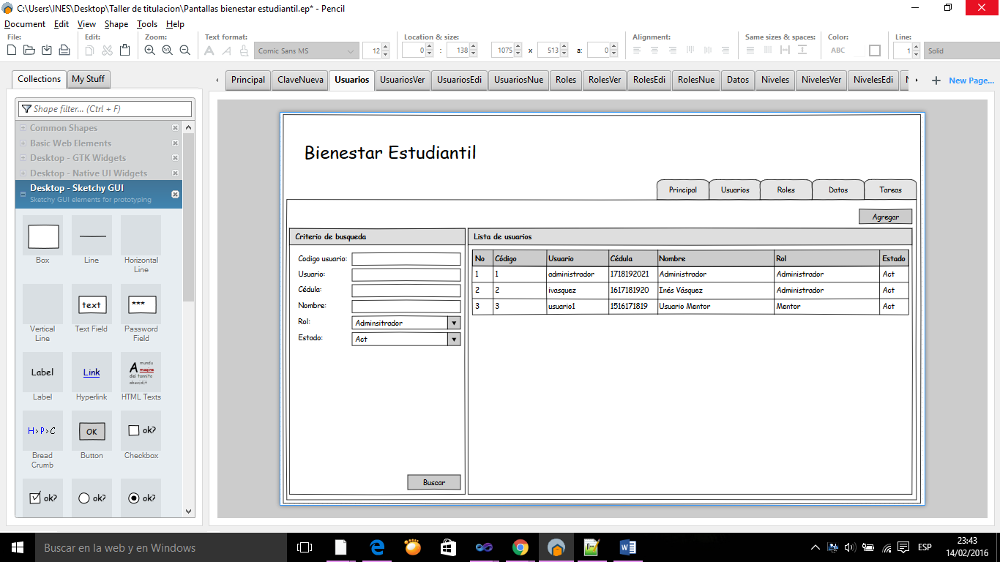 C:\Users\INES\Desktop\Taller de titulacion\Pantallas bienestar estudiantil.ep* - Pencil
Document Edit View Shape Tools Help
File: Edit: Zoom: Text format: Location & size: Alignment: Same sizes & spaces: Color: Line:
Comic Sans MS 12 0 : 138 1075 x 513 a: 0 ABC 1 Solid
Collections My Stuff
Principal ClaveNueva Usuarios UsuariosVer UsuariosEdi UsuariosNue Roles RolesVer RolesEdi RolesNue Datos Niveles NivelesVer NivelesEdi New Page...
Shape filter... (Ctrl + F)
Common Shapes
Basic Web Elements
Desktop - GTK Widgets
Desktop - Native UI Widgets
Desktop - Sketchy GUI
Sketchy GUI elements for prototyping
Box Line Horizontal Line
text ***
Vertical Line Text Field Password Field
Label Link A mundu magine dei tannito abucidit
Label Hyperlink HTML Texts
H>P>C OK ok?
Bread Crumb Button Checkbox
ok? ok? ok?
Bienestar Estudiantil
Principal Usuarios Roles Datos Tareas
Agregar
Criterio de busqueda
Codigo usuario:
Usuario:
Cédula:
Nombre:
Rol: Adminsitrador
Estado: Act
Buscar
Lista de usuarios
No Código Usuario Cédula Nombre Rol Estado
1 1 administrador 1718192021 Administrador Administrador Act
2 2 ivasquez 1617181920 Inés Vásquez Administrador Act
3 3 usuario1 1516171819 Usuario Mentor Mentor Act
Buscar en la web y en Windows
ESP
23:43
14/02/2016